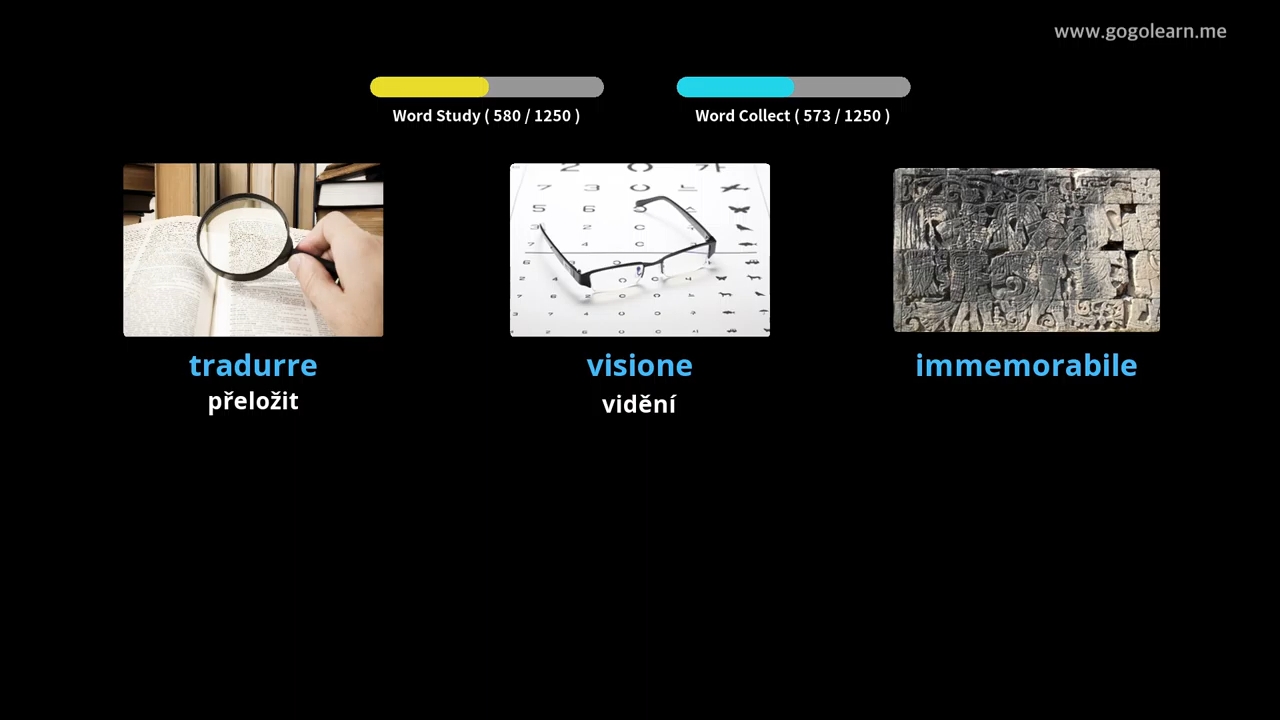 www.gogolearn.me
Word Study ( 580 / 1250 )
Word Collect ( 573 / 1250 )
tradurre
přeložit
visione
vidění
immemorabile